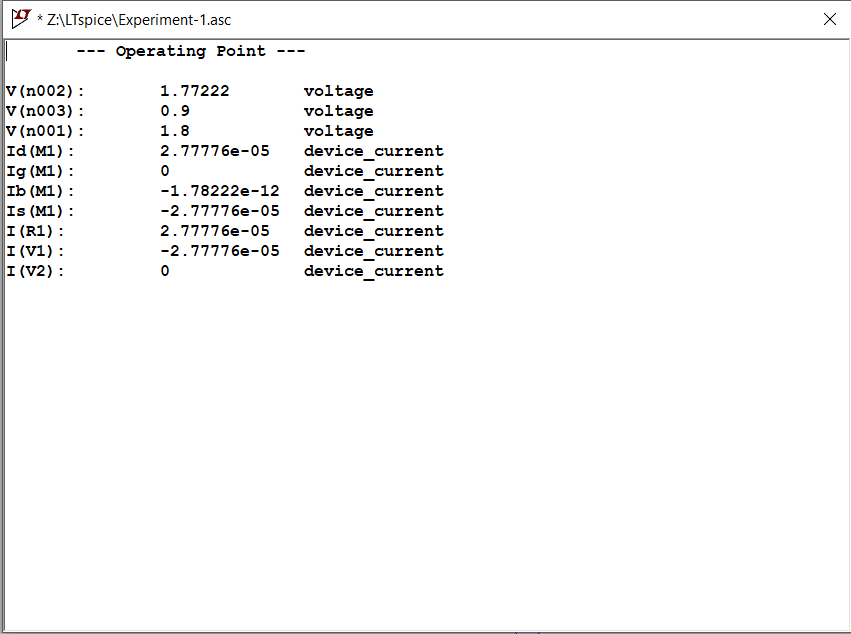 * Z:\LTspice\Experiment-1.asc
--- Operating Point ---
V(n002): 1.77222 voltage
V(n003): 0.9 voltage
V(n001): 1.8 voltage
Id(M1): 2.77776e-05 device_current
Ig(M1): 0 device_current
Ib(M1): -1.78222e-12 device_current
Is(M1): -2.77776e-05 device_current
I(R1): 2.77776e-05 device_current
I(V1): -2.77776e-05 device_current
I(V2): 0 device_current